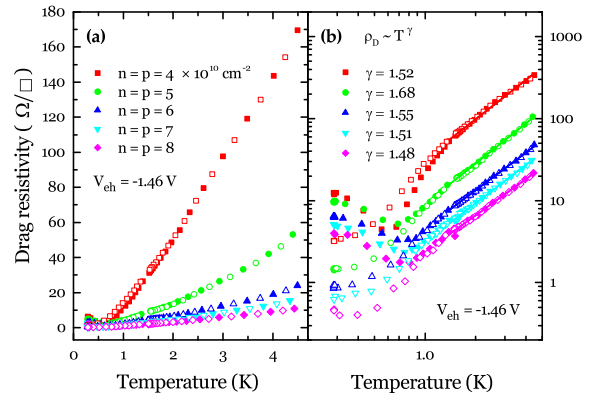 (a)
n = p = 4 × 10¹⁰ cm⁻²
n = p = 5
n = p = 6
n = p = 7
n = p = 8
V_eh = -1.46 V
Drag resistivity ( Ω/□ )
180
160
140
120
100
80
60
40
20
0
0 1 2 3 4 5
Temperature (K)
(b)
ρ_D ~ T^γ
γ = 1.52
γ = 1.68
γ = 1.55
γ = 1.51
γ = 1.48
V_eh = -1.46 V
1000
100
10
1
1.0
Temperature (K)